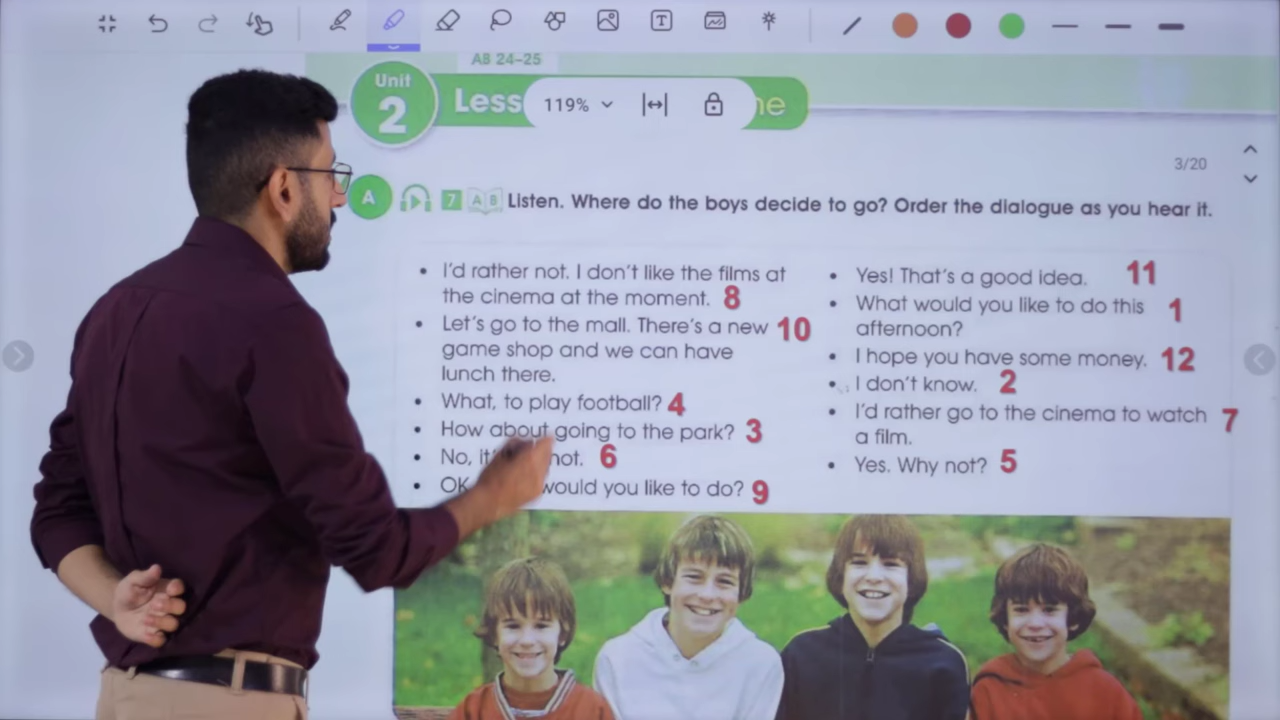 AB 24-25
Unit
2
Less
119%
ne
3/20
A
7
A B
Listen. Where do the boys decide to go? Order the dialogue as you hear it.
• I'd rather not. I don't like the films at
the cinema at the moment. 8
• Let's go to the mall. There's a new 10
game shop and we can have
lunch there.
• What, to play football? 4
• How about going to the park? 3
• No, it not. 6
• OK would you like to do? 9
• Yes! That's a good idea. 11
• What would you like to do this 1
afternoon?
• I hope you have some money. 12
• I don't know. 2
• I'd rather go to the cinema to watch 7
a film.
• Yes. Why not? 5